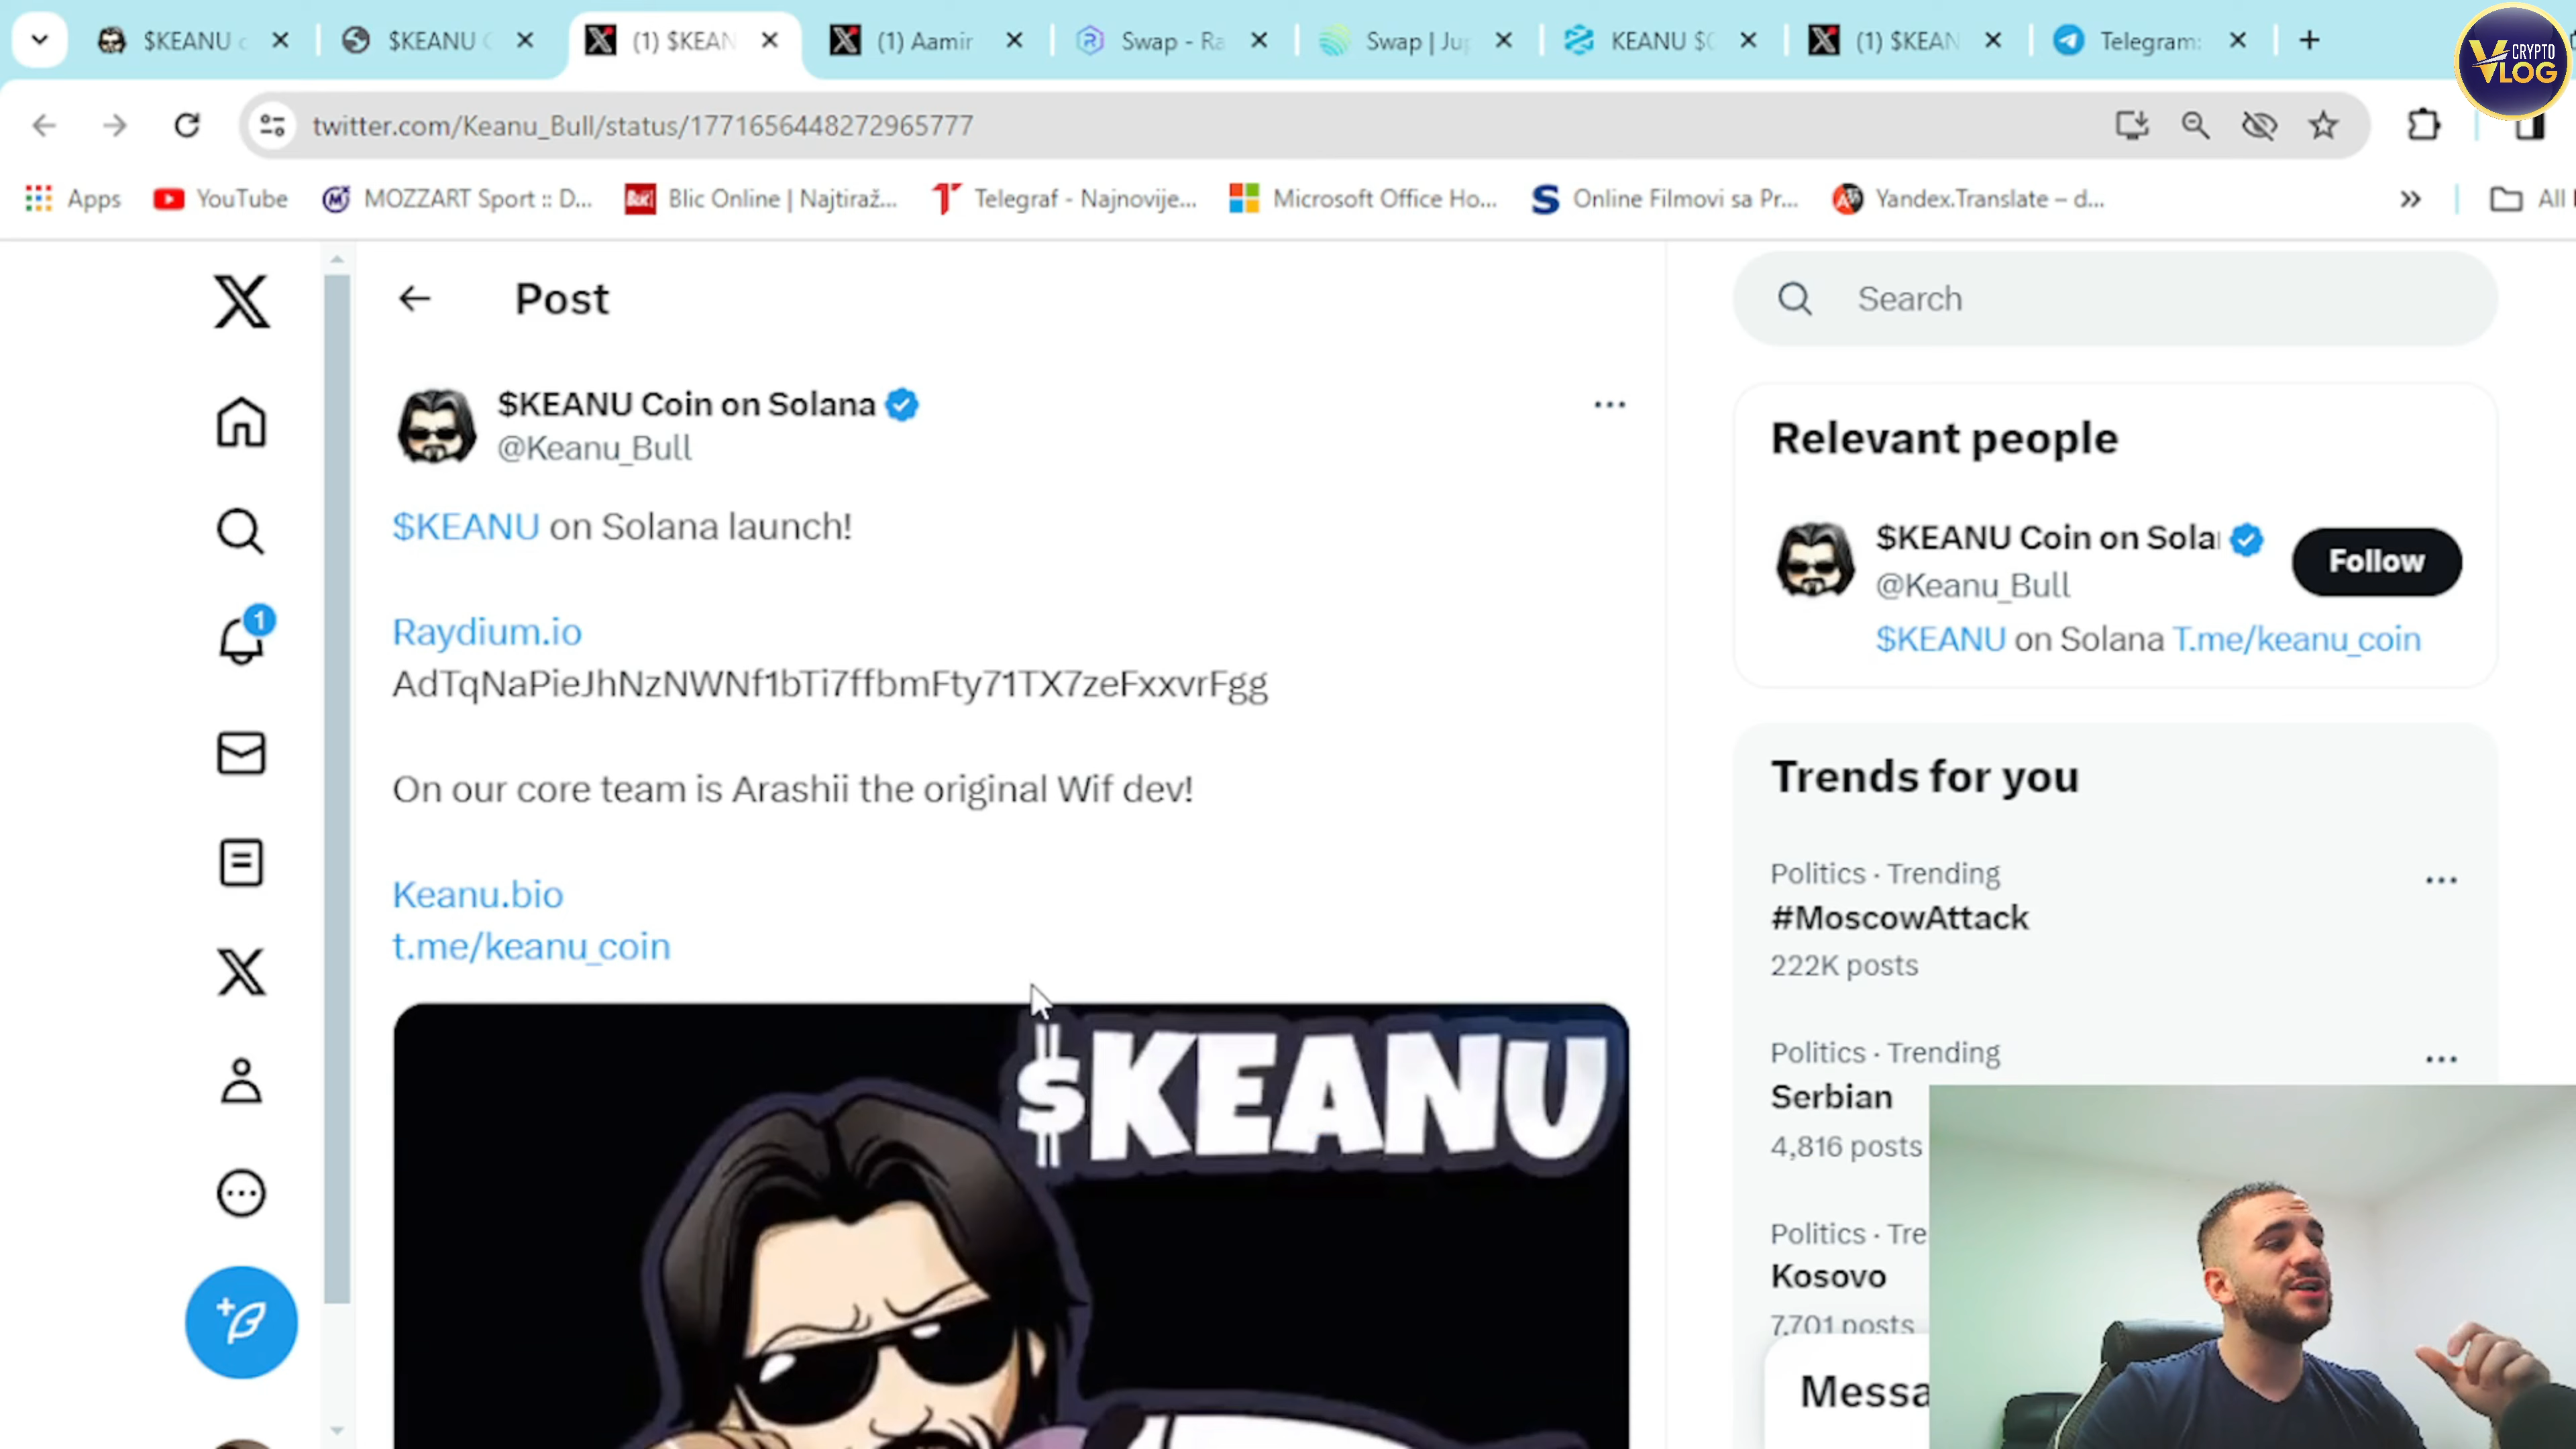 $KEANU c
$KEANU C
(1) $KEAN
(1) Aamir
Swap - Ra
Swap | Jup
KEANU $C
(1) $KEAN
Telegram:
CRYPTO
VLOG
twitter.com/Keanu_Bull/status/1771656448272965777
Apps
YouTube
MOZZART Sport :: D...
Blic Online | Najtiraž...
Telegraf - Najnovije...
Microsoft Office Ho...
Online Filmovi sa Pr...
Yandex.Translate – d...
All
Post
Search
$KEANU Coin on Solana
@Keanu_Bull
$KEANU on Solana launch!
Raydium.io
AdTqNaPieJhNzNWNf1bTi7ffbmFty71TX7zeFxxvrFgg
On our core team is Arashii the original Wif dev!
Keanu.bio
t.me/keanu_coin
$KEANU
1
Relevant people
$KEANU Coin on Sola
@Keanu_Bull
Follow
$KEANU on Solana T.me/keanu_coin
Trends for you
Politics · Trending
#MoscowAttack
222K posts
Politics · Trending
Serbian
4,816 posts
Politics · Tre
Kosovo
7,701 posts
Messa